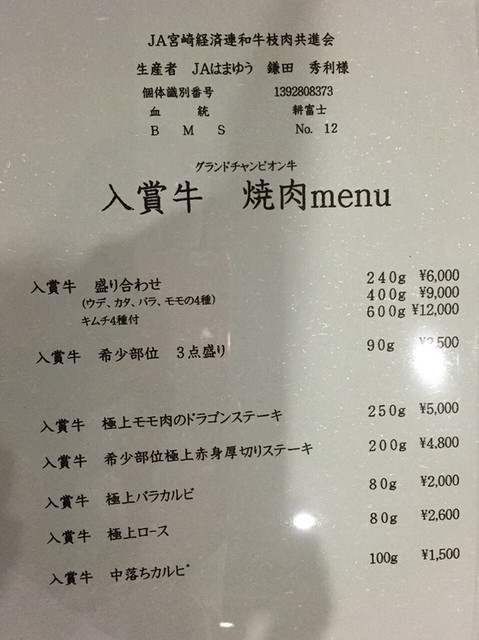 JA宮崎経済連和牛枝肉共進会
生産者 JAはまゆう 鎌田 秀利様
個体識別番号 1392808373
血 統 耕富士
B M S No. 12
グランドチャンピオン牛
入賞牛 焼肉menu
入賞牛 盛り合わせ 240g ¥6,000
(ウデ、カタ、バラ、モモの4種) 400g ¥9,000
キムチ4種付 600g ¥12,000
入賞牛 希少部位 3点盛り 90g ,500
入賞牛 極上モモ肉のドラゴンステーキ 250g ¥5,000
入賞牛 希少部位極上赤身厚切りステーキ 200g ¥4,800
入賞牛 極上バラカルビ 80g ¥2,000
入賞牛 極上ロース 80g ¥2,600
入賞牛 中落ちカルビ 100g ¥1,500